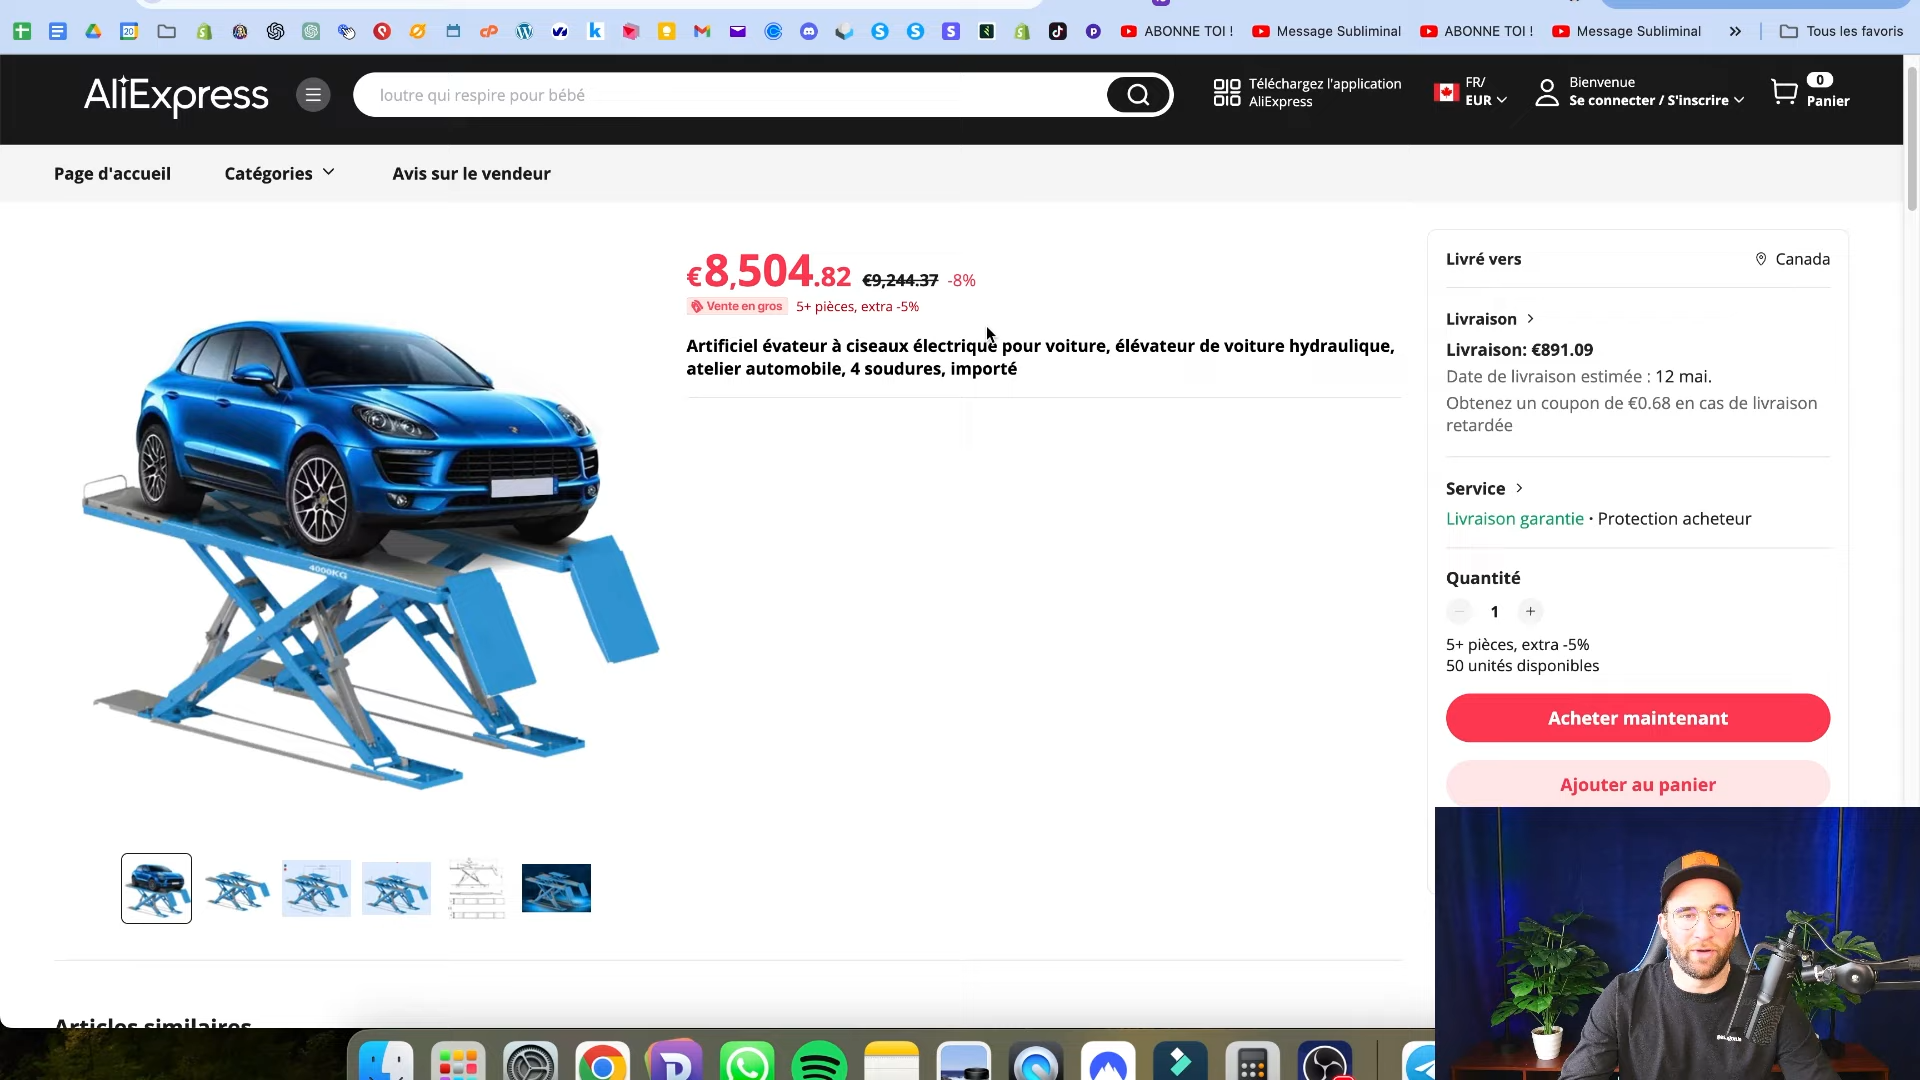 ABONNE TOI !
Message Subliminal
ABONNE TOI !
Message Subliminal
»
Tous les favoris
AliExpress
loutre qui respire pour bébé
Téléchargez l'application
AliExpress
FR/
EUR
Bienvenue
Se connecter / S'inscrire
0
Panier
Page d'accueil
Catégories
Avis sur le vendeur
€8,504.82 €9,244.37 -8%
Vente en gros 5+ pièces, extra -5%
Artificiel évateur à ciseaux électrique pour voiture, élévateur de voiture hydraulique,
atelier automobile, 4 soudures, importé
4000KG
Livré vers
Canada
Livraison
Livraison: €891.09
Date de livraison estimée : 12 mai.
Obtenez un coupon de €0.68 en cas de livraison
retardée
Service
Livraison garantie · Protection acheteur
Quantité
1
5+ pièces, extra -5%
50 unités disponibles
Acheter maintenant
Ajouter au panier
Articles similaires